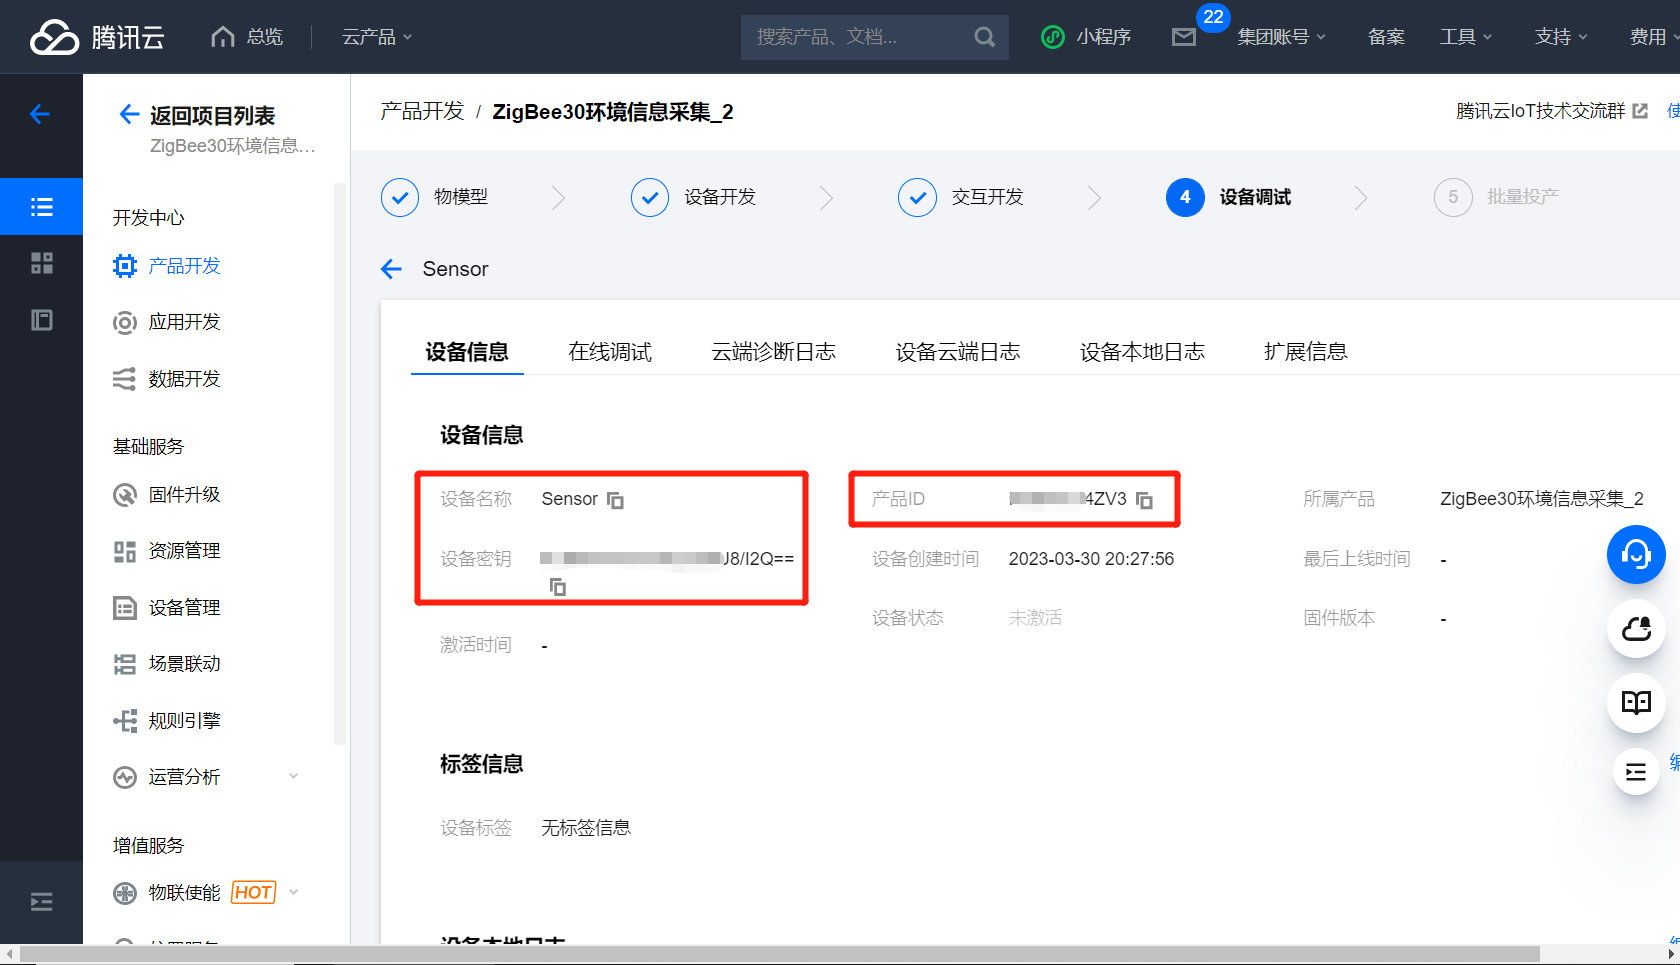 腾讯云
总览
云产品
搜索产品、文档...
小程序
22
集团账号
备案
工具
支持
费用
返回项目列表
ZigBee30环境信息...
产品开发 / ZigBee30环境信息采集_2
腾讯云IoT技术交流群
使
物模型
设备开发
交互开发
4
设备调试
5
批量投产
开发中心
产品开发
应用开发
数据开发
基础服务
固件升级
资源管理
设备管理
场景联动
规则引擎
运营分析
增值服务
物联使能 HOT
Sensor
设备信息
在线调试
云端诊断日志
设备云端日志
设备本地日志
扩展信息
设备信息
设备名称 Sensor
产品ID 4ZV3
所属产品 ZigBee30环境信息采集_2
设备密钥 J8/I2Q==
设备创建时间 2023-03-30 20:27:56
最后上线时间 -
设备状态 未激活
固件版本 -
激活时间 -
标签信息
编
设备标签 无标签信息
设备本地日志